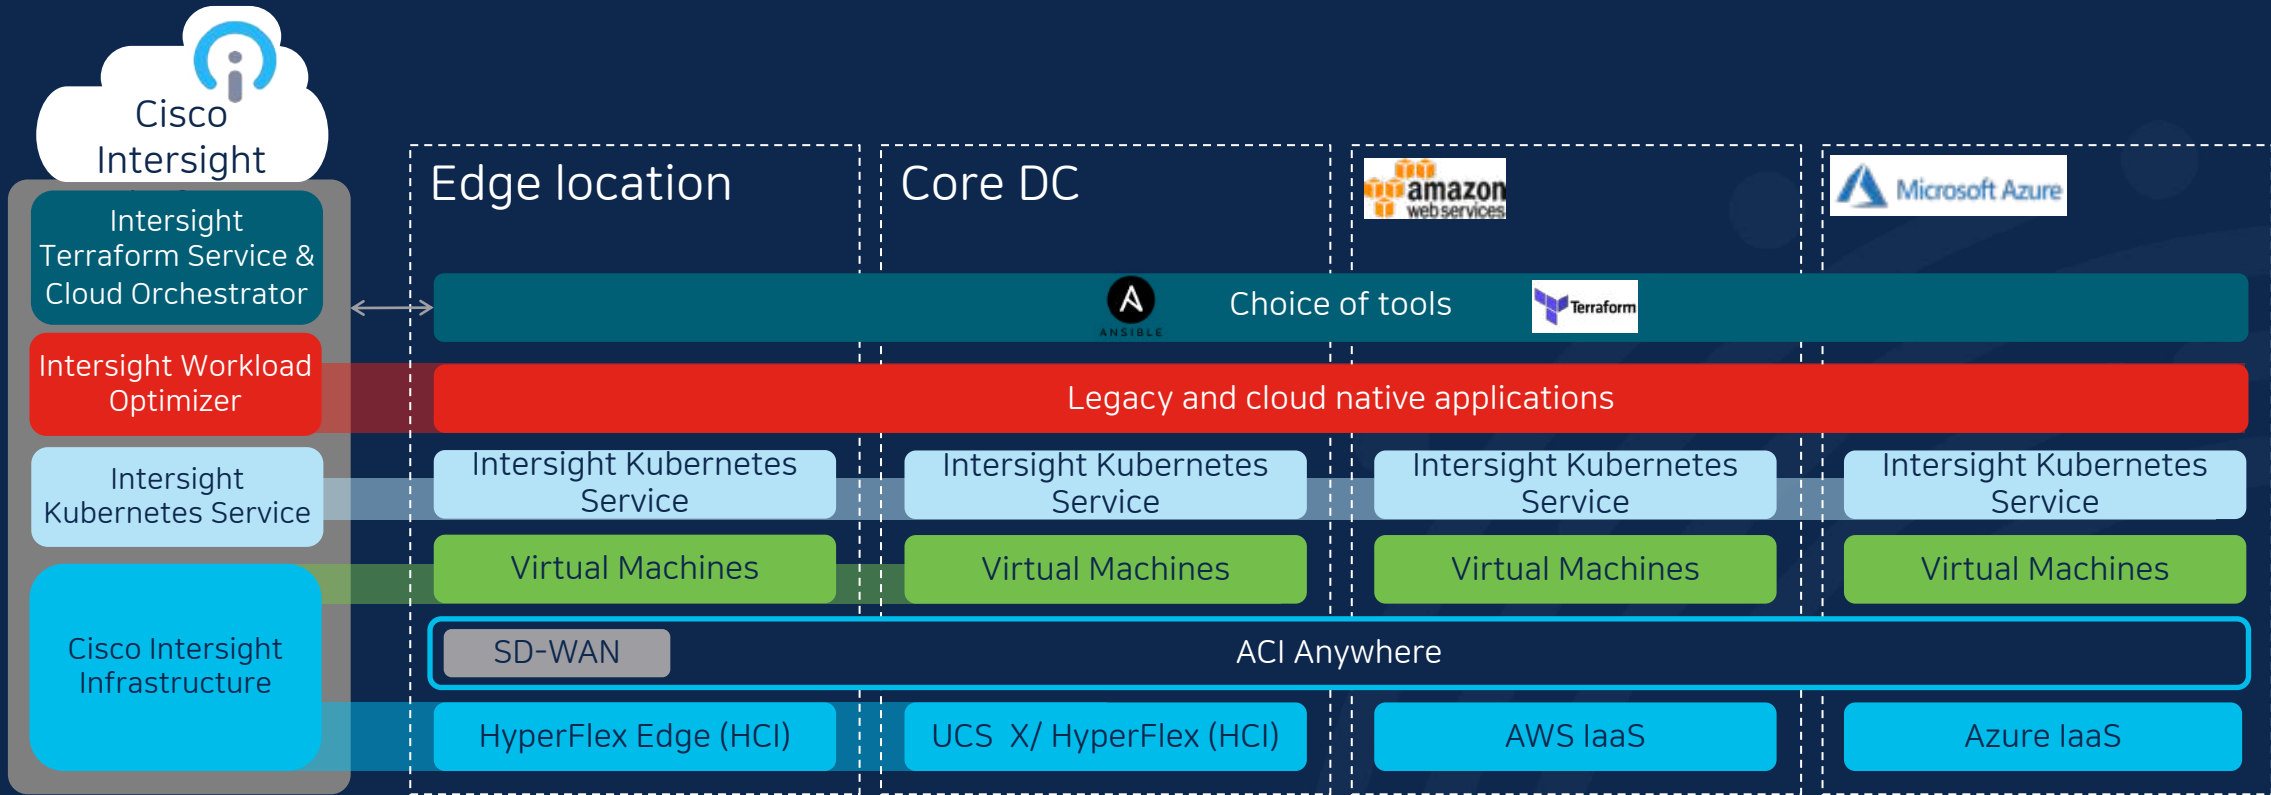 Cisco
Intersight
Intersight
Terraform Service &
Cloud Orchestrator
Intersight Workload
Optimizer
Intersight
Kubernetes Service
Cisco Intersight
Infrastructure
Edge location
Core DC
amazon
webservices
Microsoft Azure
ANSIBLE
Choice of tools
Terraform
Legacy and cloud native applications
Intersight Kubernetes
Service
Intersight Kubernetes
Service
Intersight Kubernetes
Service
Intersight Kubernetes
Service
Virtual Machines
Virtual Machines
Virtual Machines
Virtual Machines
SD-WAN
ACI Anywhere
HyperFlex Edge (HCI)
UCS X/ HyperFlex (HCI)
AWS IaaS
Azure IaaS